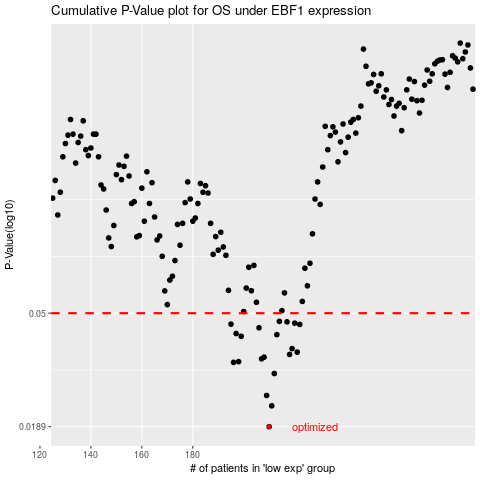 Cumulative P-Value plot for OS under EBF1 expression
P-Value(log10)
0.05
0.0189
optimized
120 140 160 180
# of patients in 'low exp' group